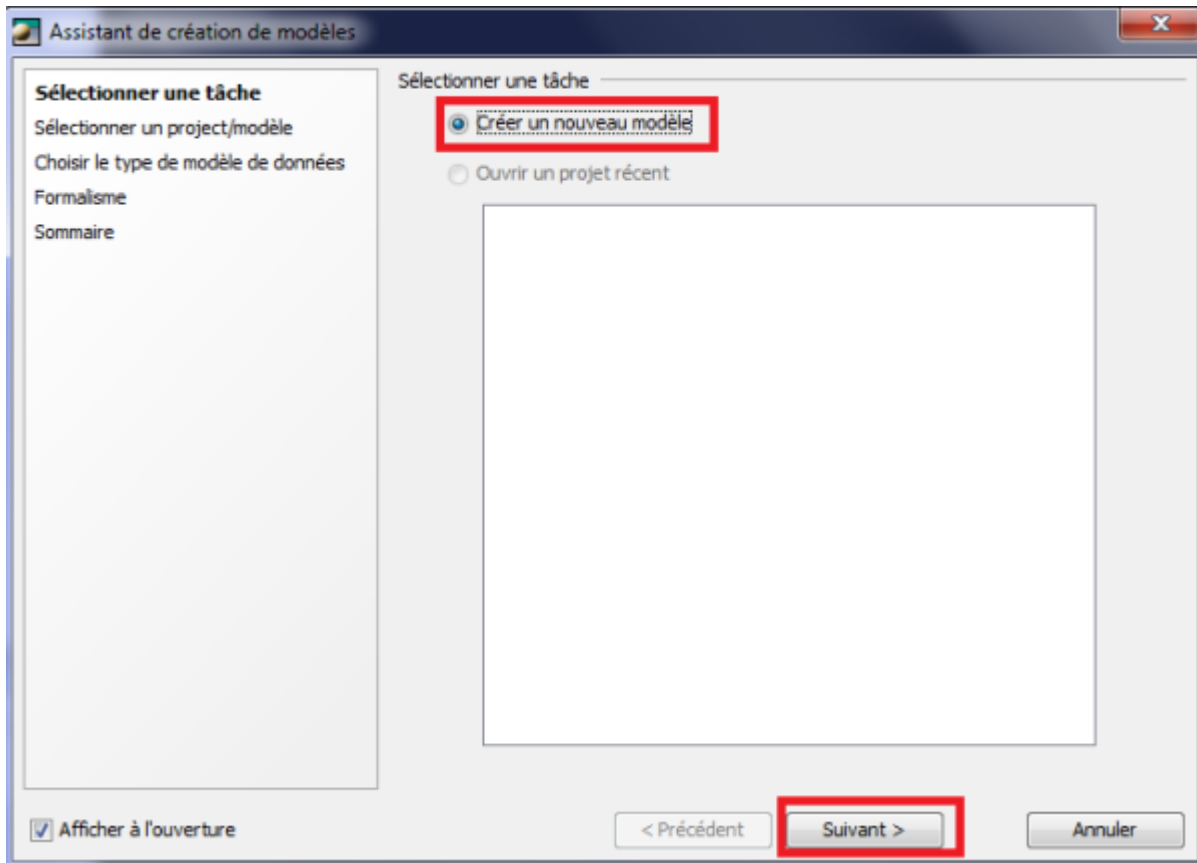 Assistant de création de modèles
Sélectionner une tâche
Sélectionner un project/modèle
Choisir le type de modèle de données
Formalisme
Sommaire
Sélectionner une tâche
Créer un nouveau modèle
Ouvrir un projet récent
Afficher à l'ouverture
< Précédent
Suivant >
Annuler